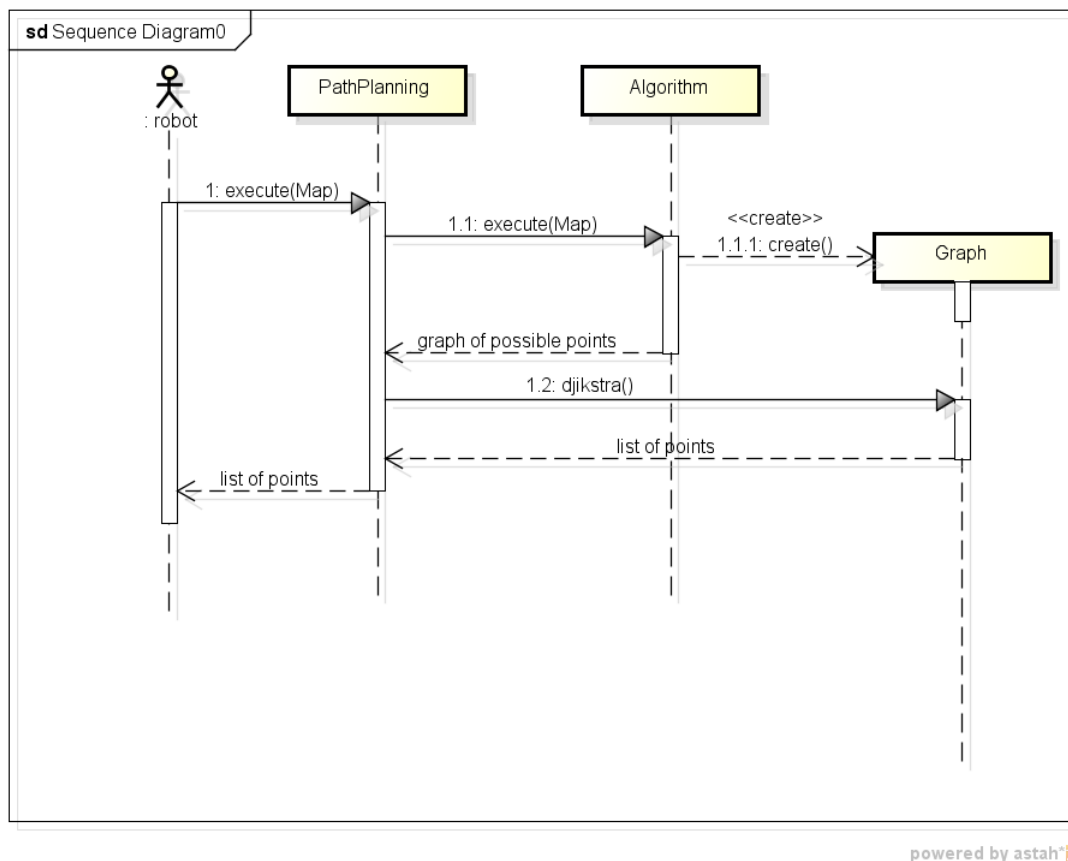 sd Sequence Diagram0
PathPlanning
Algorithm
: robot
1: execute(Map)
1.1: execute(Map)
<<create>>
1.1.1: create()
Graph
graph of possible points
1.2: djikstra()
list of points
list of points
powered by astah*